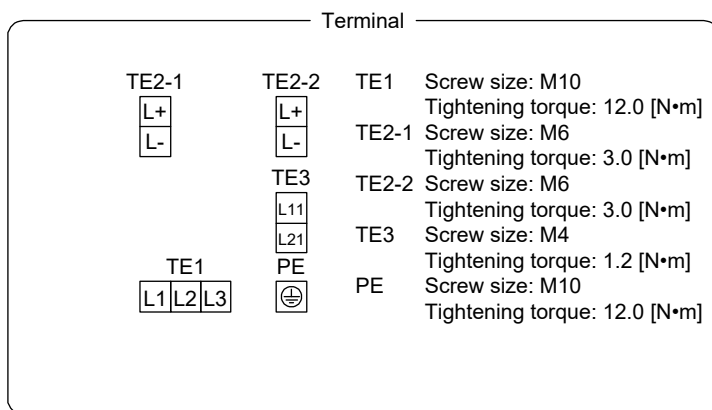 Terminal
TE2-1 TE2-2
L+ L+
L- L-
TE3
L11
L21
TE1 PE
L1 L2 L3
TE1 Screw size: M10
Tightening torque: 12.0 [N•m]
TE2-1 Screw size: M6
Tightening torque: 3.0 [N•m]
TE2-2 Screw size: M6
Tightening torque: 3.0 [N•m]
TE3 Screw size: M4
Tightening torque: 1.2 [N•m]
PE Screw size: M10
Tightening torque: 12.0 [N•m]